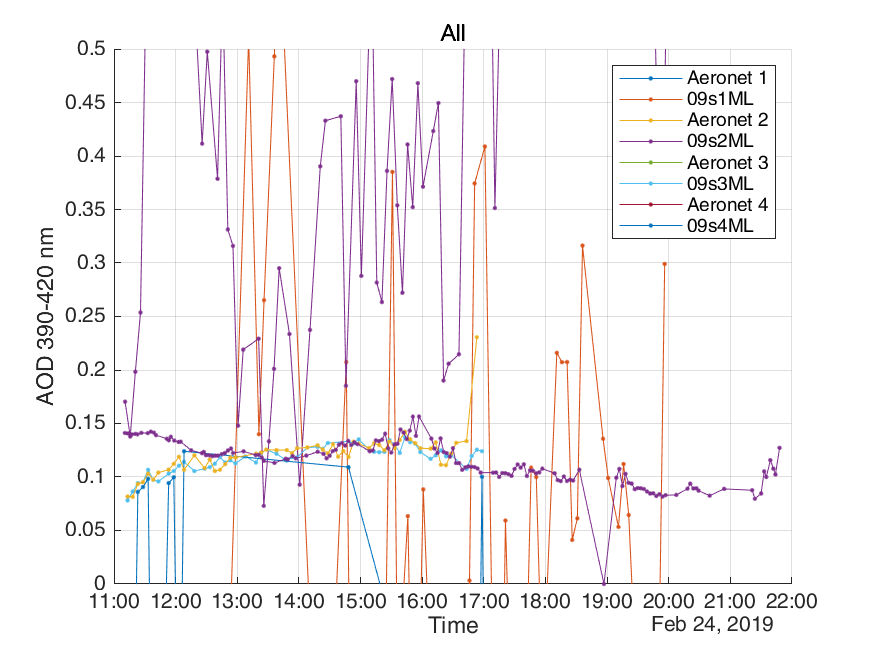 All
0.5
0.45
0.4
0.35
0.3
0.25
0.2
0.15
0.1
0.05
0
AOD 390-420 nm
Aeronet 1
09s1ML
Aeronet 2
09s2ML
Aeronet 3
09s3ML
Aeronet 4
09s4ML
11:00 12:00 13:00 14:00 15:00 16:00 17:00 18:00 19:00 20:00 21:00 22:00
Time
Feb 24, 2019